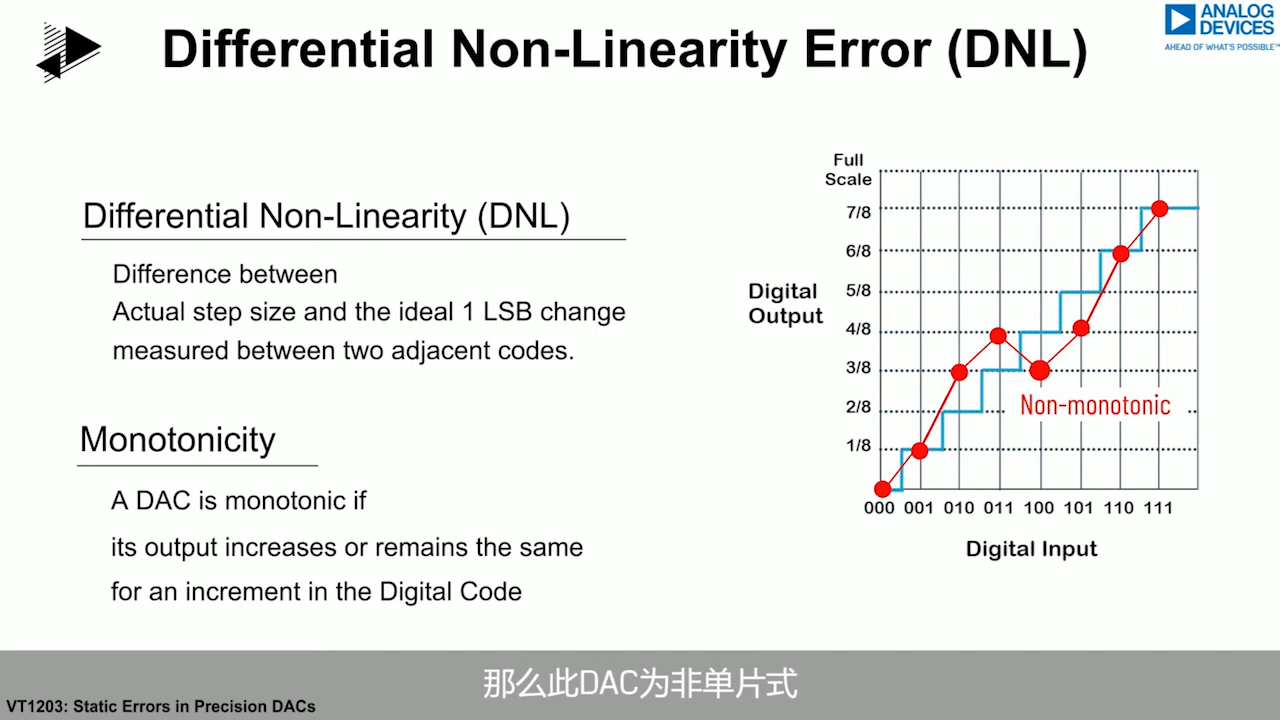 Differential Non-Linearity Error (DNL)
ANALOG
DEVICES
AHEAD OF WHAT'S POSSIBLE™
Differential Non-Linearity (DNL)
Difference between
Actual step size and the ideal 1 LSB change
measured between two adjacent codes.
Monotonicity
A DAC is monotonic if
its output increases or remains the same
for an increment in the Digital Code
Full
Scale
7/8
6/8
5/8
4/8
3/8
2/8
1/8
Digital
Output
Non-monotonic
000 001 010 011 100 101 110 111
Digital Input
那么此DAC为非单片式
VT1203: Static Errors in Precision DACs